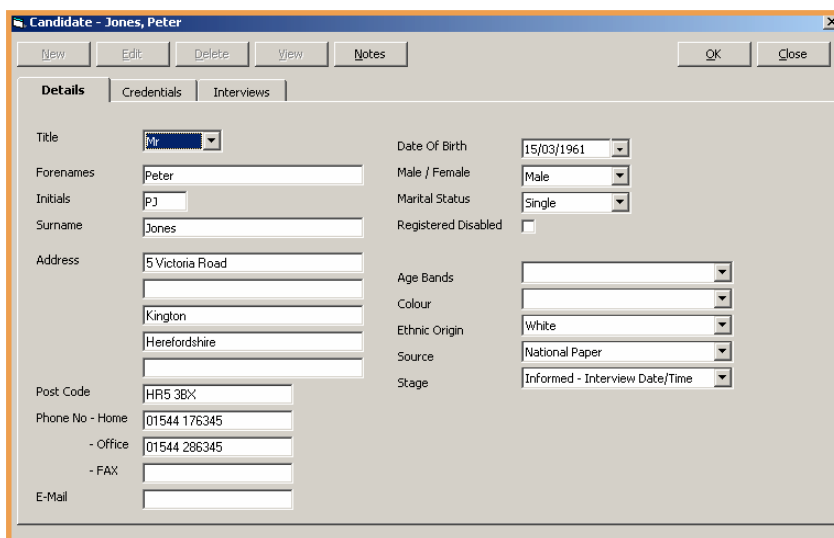 Candidate - Jones, Peter
New Edit Delete View Notes OK Close
Details Credentials Interviews
Title Mr
Forenames Peter
Initials PJ
Surname Jones
Address 5 Victoria Road
Kington
Herefordshire
Post Code HR5 3BX
Phone No - Home 01544 176345
- Office 01544 286345
- FAX
E-Mail
Date Of Birth 15/03/1961
Male / Female Male
Marital Status Single
Registered Disabled
Age Bands
Colour
Ethnic Origin White
Source National Paper
Stage Informed - Interview Date/Time